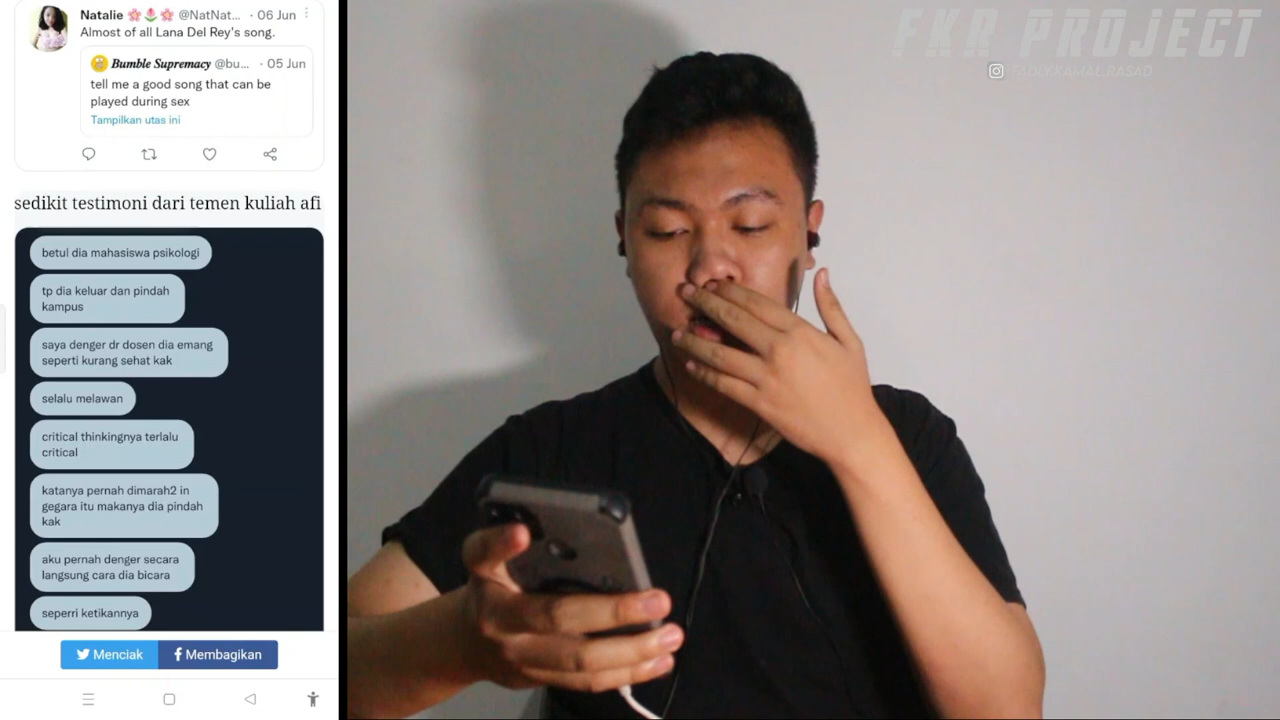 Natalie 🌸🌷🌸 @NatNat... · 06 Jun
Almost of all Lana Del Rey's song.
Bumble Supremacy @bu... · 05 Jun
tell me a good song that can be
played during sex
Tampilkan utas ini
sedikit testimoni dari temen kuliah afi
betul dia mahasiswa psikologi
tp dia keluar dan pindah
kampus
saya denger dr dosen dia emang
seperti kurang sehat kak
selalu melawan
critical thinkingnya terlalu
critical
katanya pernah dimarah2 in
gegara itu makanya dia pindah
kak
aku pernah denger secara
langsung cara dia bicara
seperri ketikannya
Menciak
Membagikan
FKR PROJECT
FADLYXAMAL.RASAD